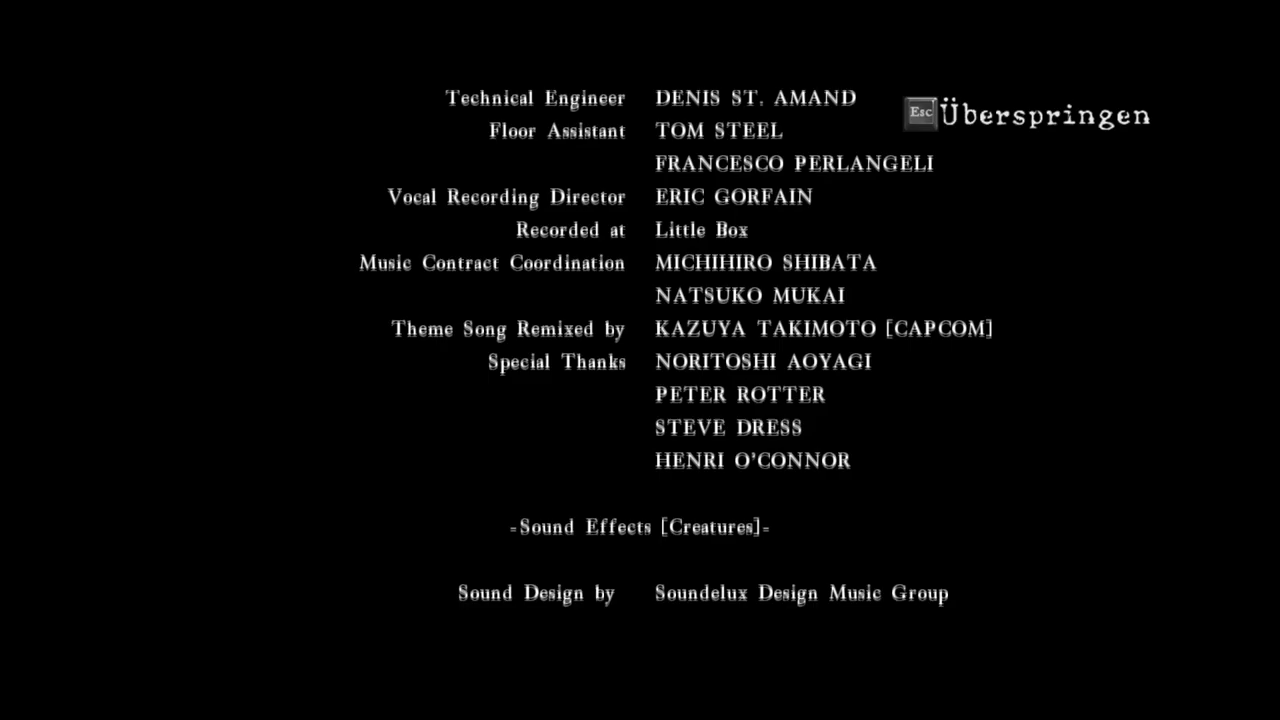 Technical Engineer DENIS ST. AMAND
Esc Überspringen
Floor Assistant TOM STEEL
FRANCESCO PERLANGELI
Vocal Recording Director ERIC GORFAIN
Recorded at Little Box
Music Contract Coordination MICHIHIRO SHIBATA
NATSUKO MUKAI
Theme Song Remixed by KAZUYA TAKIMOTO [CAPCOM]
Special Thanks NORITOSHI AOYAGI
PETER ROTTER
STEVE DRESS
HENRI O'CONNOR
-Sound Effects [Creatures]-
Sound Design by Soundelux Design Music Group